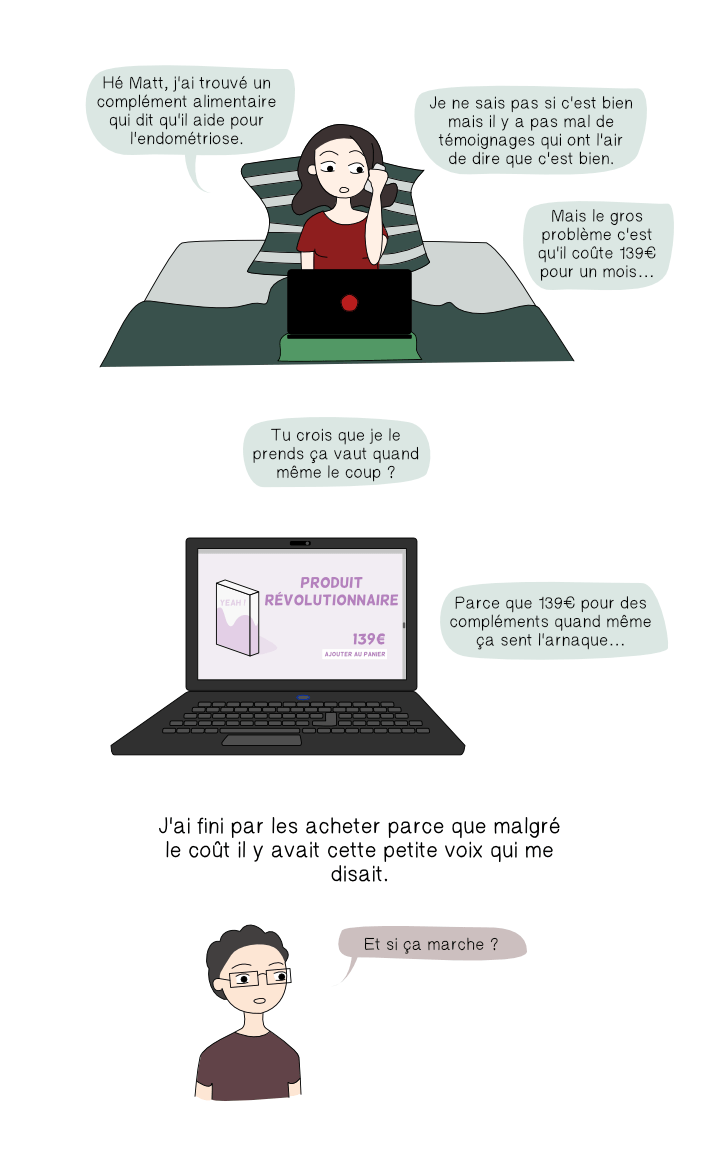 Hé Matt, j'ai trouvé un
complément alimentaire
qui dit qu'il aide pour
l'endométriose.
Je ne sais pas si c'est bien
mais il y a pas mal de
témoignages qui ont l'air
de dire que c'est bien.
Mais le gros
problème c'est
qu'il coûte 139€
pour un mois...
Tu crois que je le
prends ça vaut quand
même le coup ?
YEAH !
PRODUIT
RÉVOLUTIONNAIRE
139€
AJOUTER AU PANIER
Parce que 139€ pour des
compléments quand même
ça sent l'arnaque...
J'ai fini par les acheter parce que malgré
le coût il y avait cette petite voix qui me
disait.
Et si ça marche ?